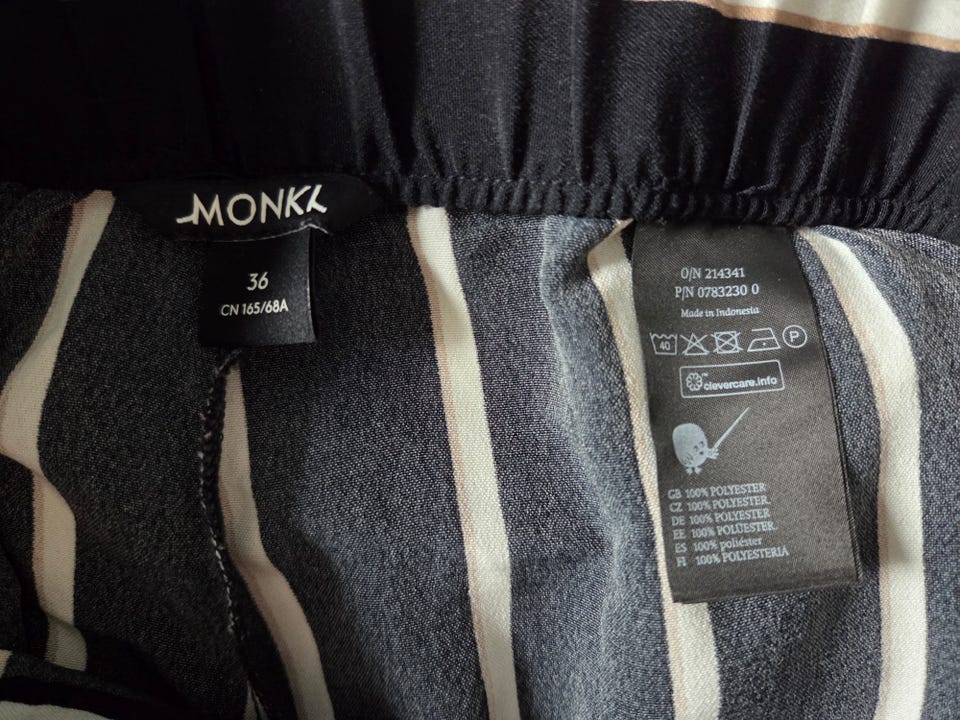 MONKI
36
CN 165/68A
O/N 214341
P/N 0783230 0
Made in Indonesia
40
P
clevercare.info
GB 100% POLYESTER
CZ 100% POLYESTER.
DE 100% POLYESTER
EE 100% POLÜESTER.
ES 100% poliéster
FI 100% POLYESTERIA